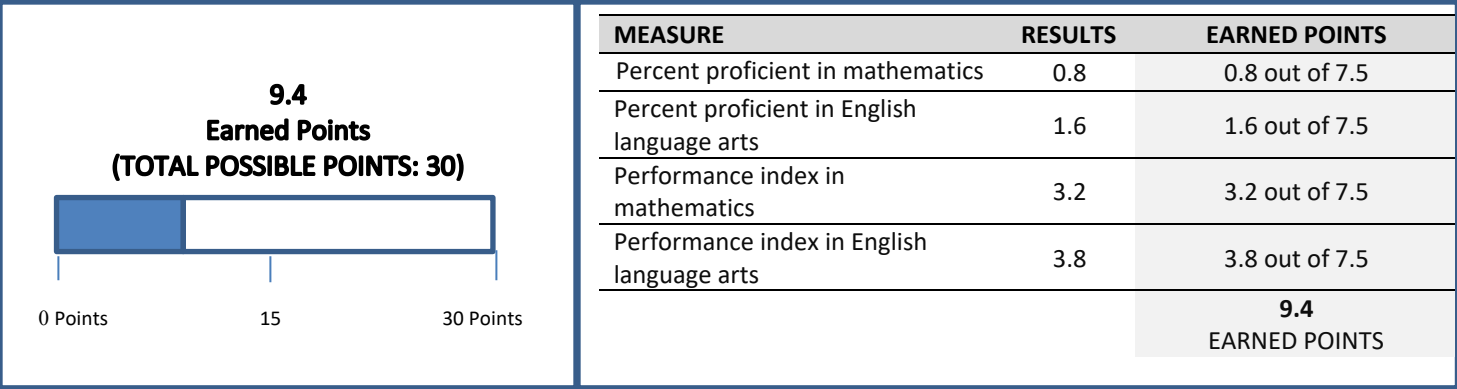 9.4
Earned Points
(TOTAL POSSIBLE POINTS: 30)
0 Points 15 30 Points
MEASURE RESULTS EARNED POINTS
Percent proficient in mathematics 0.8 0.8 out of 7.5
Percent proficient in English
language arts 1.6 1.6 out of 7.5
Performance index in
mathematics 3.2 3.2 out of 7.5
Performance index in English
language arts 3.8 3.8 out of 7.5
9.4
EARNED POINTS